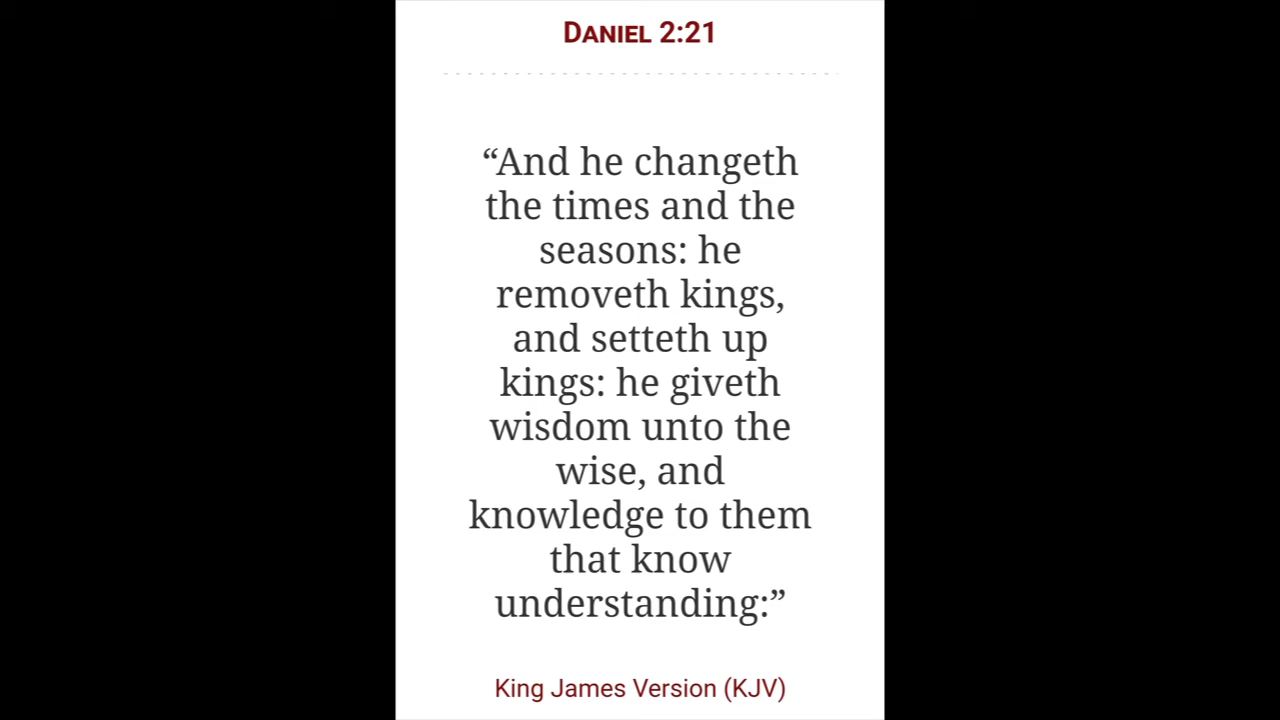 DANIEL 2:21
“And he changeth
the times and the
seasons: he
removeth kings,
and setteth up
kings: he giveth
wisdom unto the
wise, and
knowledge to them
that know
understanding:”
King James Version (KJV)